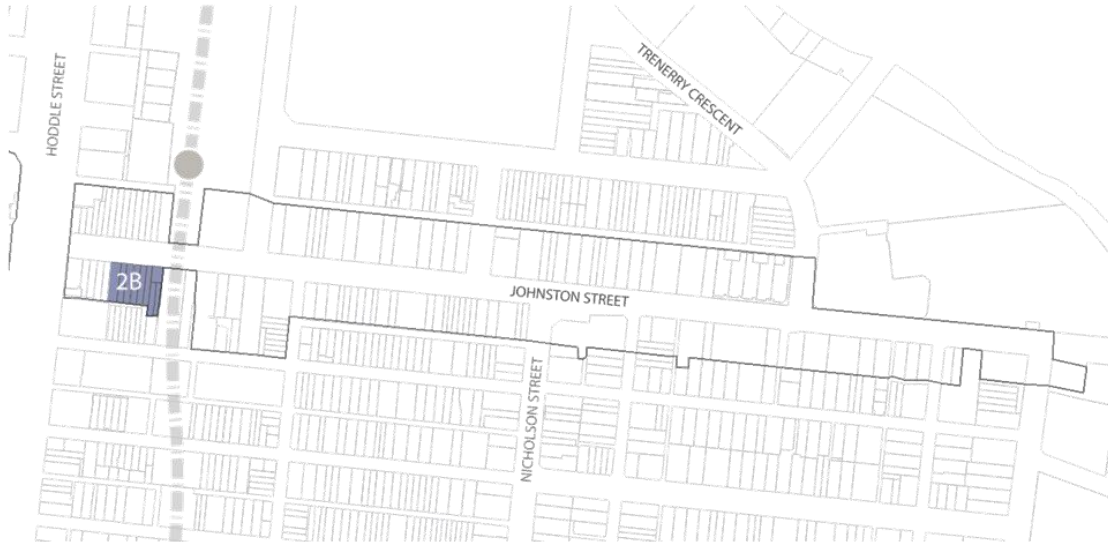 HODDLE STREET
TRENERRY CRESCENT
2B
JOHNSTON STREET
NICHOLSON STREET